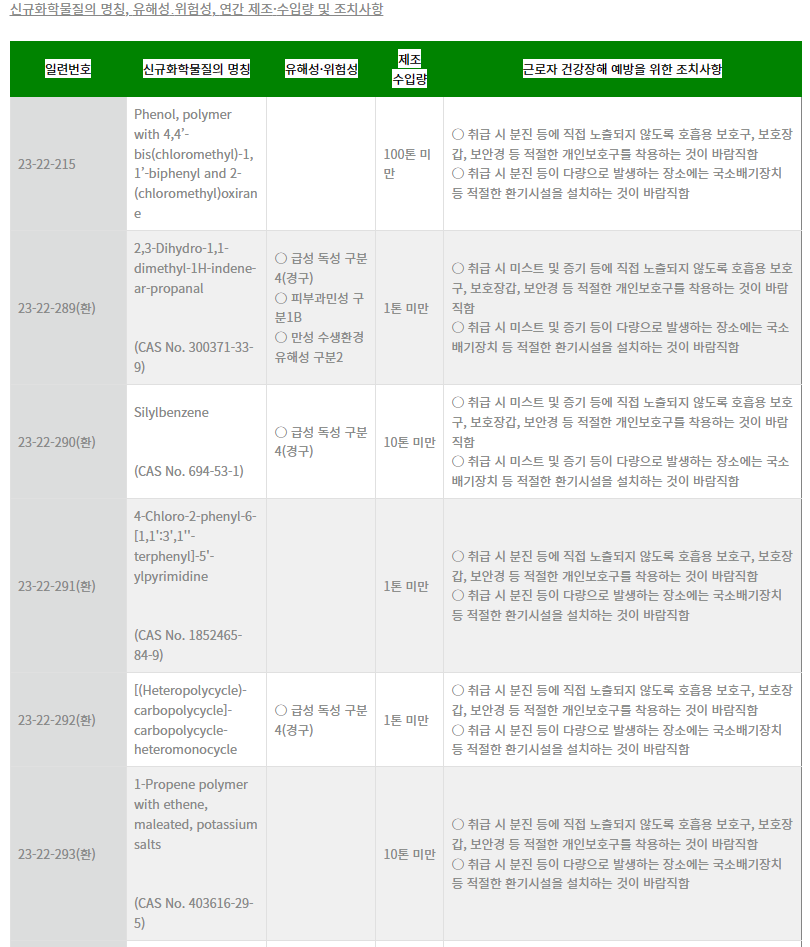 신규화학물질의 명칭, 유해성.위험성, 연간 제조·수입량 및 조치사항
일련번호
신규화학물질의 명칭
유해성·위험성
제조
수입량
근로자 건강장해 예방을 위한 조치사항
23-22-215
Phenol, polymer
with 4,4’-
bis(chloromethyl)-1,
1’-biphenyl and 2-
(chloromethyl)oxiran
e
100톤 미
만
○ 취급 시 분진 등에 직접 노출되지 않도록 호흡용 보호구, 보호장
갑, 보안경 등 적절한 개인보호구를 착용하는 것이 바람직함
○ 취급 시 분진 등이 다량으로 발생하는 장소에는 국소배기장치
등 적절한 환기시설을 설치하는 것이 바람직함
23-22-289(환)
2,3-Dihydro-1,1-
dimethyl-1H-indene-
ar-propanal
(CAS No. 300371-33-
9)
○ 급성 독성 구분
4(경구)
○ 피부과민성 구
분1B
○ 만성 수생환경
유해성 구분2
1톤 미만
○ 취급 시 미스트 및 증기 등에 직접 노출되지 않도록 호흡용 보호
구, 보호장갑, 보안경 등 적절한 개인보호구를 착용하는 것이 바람
직함
○ 취급 시 미스트 및 증기 등이 다량으로 발생하는 장소에는 국소
배기장치 등 적절한 환기시설을 설치하는 것이 바람직함
23-22-290(환)
Silylbenzene
(CAS No. 694-53-1)
○ 급성 독성 구분
4(경구)
10톤 미만
○ 취급 시 미스트 및 증기 등에 직접 노출되지 않도록 호흡용 보호
구, 보호장갑, 보안경 등 적절한 개인보호구를 착용하는 것이 바람
직함
○ 취급 시 미스트 및 증기 등이 다량으로 발생하는 장소에는 국소
배기장치 등 적절한 환기시설을 설치하는 것이 바람직함
23-22-291(환)
4-Chloro-2-phenyl-6-
[1,1':3',1''-
terphenyl]-5'-
ylpyrimidine
(CAS No. 1852465-
84-9)
1톤 미만
○ 취급 시 분진 등에 직접 노출되지 않도록 호흡용 보호구, 보호장
갑, 보안경 등 적절한 개인보호구를 착용하는 것이 바람직함
○ 취급 시 분진 등이 다량으로 발생하는 장소에는 국소배기장치
등 적절한 환기시설을 설치하는 것이 바람직함
23-22-292(환)
[(Heteropolycycle)-
carbopolycycle]-
carbopolycycle-
heteromonocycle
○ 급성 독성 구분
4(경구)
1톤 미만
○ 취급 시 분진 등에 직접 노출되지 않도록 호흡용 보호구, 보호장
갑, 보안경 등 적절한 개인보호구를 착용하는 것이 바람직함
○ 취급 시 분진 등이 다량으로 발생하는 장소에는 국소배기장치
등 적절한 환기시설을 설치하는 것이 바람직함
23-22-293(환)
1-Propene polymer
with ethene,
maleated, potassium
salts
(CAS No. 403616-29-
5)
10톤 미만
○ 취급 시 분진 등에 직접 노출되지 않도록 호흡용 보호구, 보호장
갑, 보안경 등 적절한 개인보호구를 착용하는 것이 바람직함
○ 취급 시 분진 등이 다량으로 발생하는 장소에는 국소배기장치
등 적절한 환기시설을 설치하는 것이 바람직함